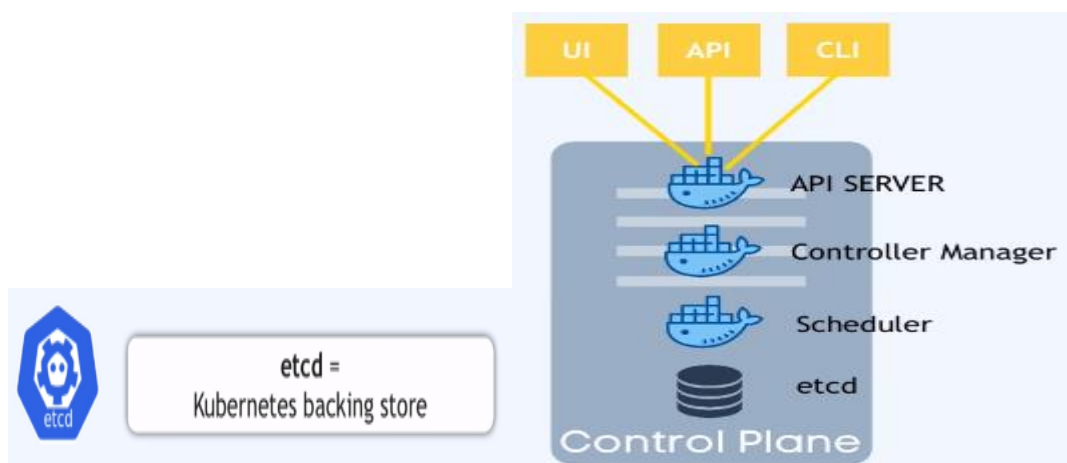 UI
API
CLI
API SERVER
Controller Manager
Scheduler
etcd
Control Plane
etcd
etcd =
Kubernetes backing store